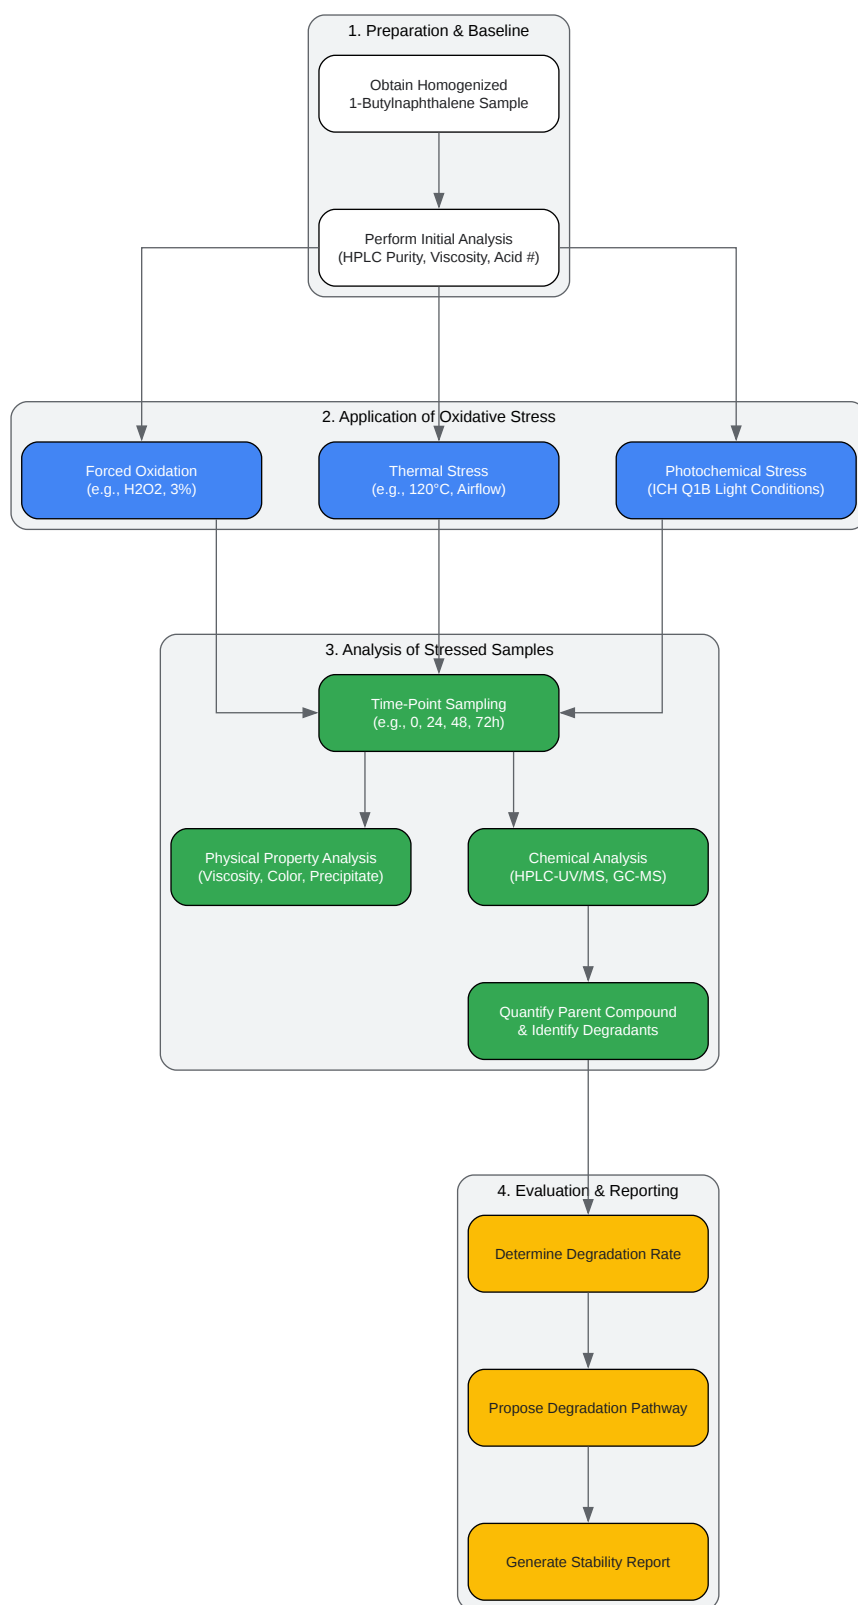 1. Preparation & Baseline
Obtain Homogenized
1-Butylnaphthalene Sample
Perform Initial Analysis
(HPLC Purity, Viscosity, Acid #)
2. Application of Oxidative Stress
Forced Oxidation
(e.g., H2O2, 3%)
Thermal Stress
(e.g., 120°C, Airflow)
Photochemical Stress
(ICH Q1B Light Conditions)
3. Analysis of Stressed Samples
Time-Point Sampling
(e.g., 0, 24, 48, 72h)
Physical Property Analysis
(Viscosity, Color, Precipitate)
Chemical Analysis
(HPLC-UV/MS, GC-MS)
Quantify Parent Compound
& Identify Degradants
4. Evaluation & Reporting
Determine Degradation Rate
Propose Degradation Pathway
Generate Stability Report